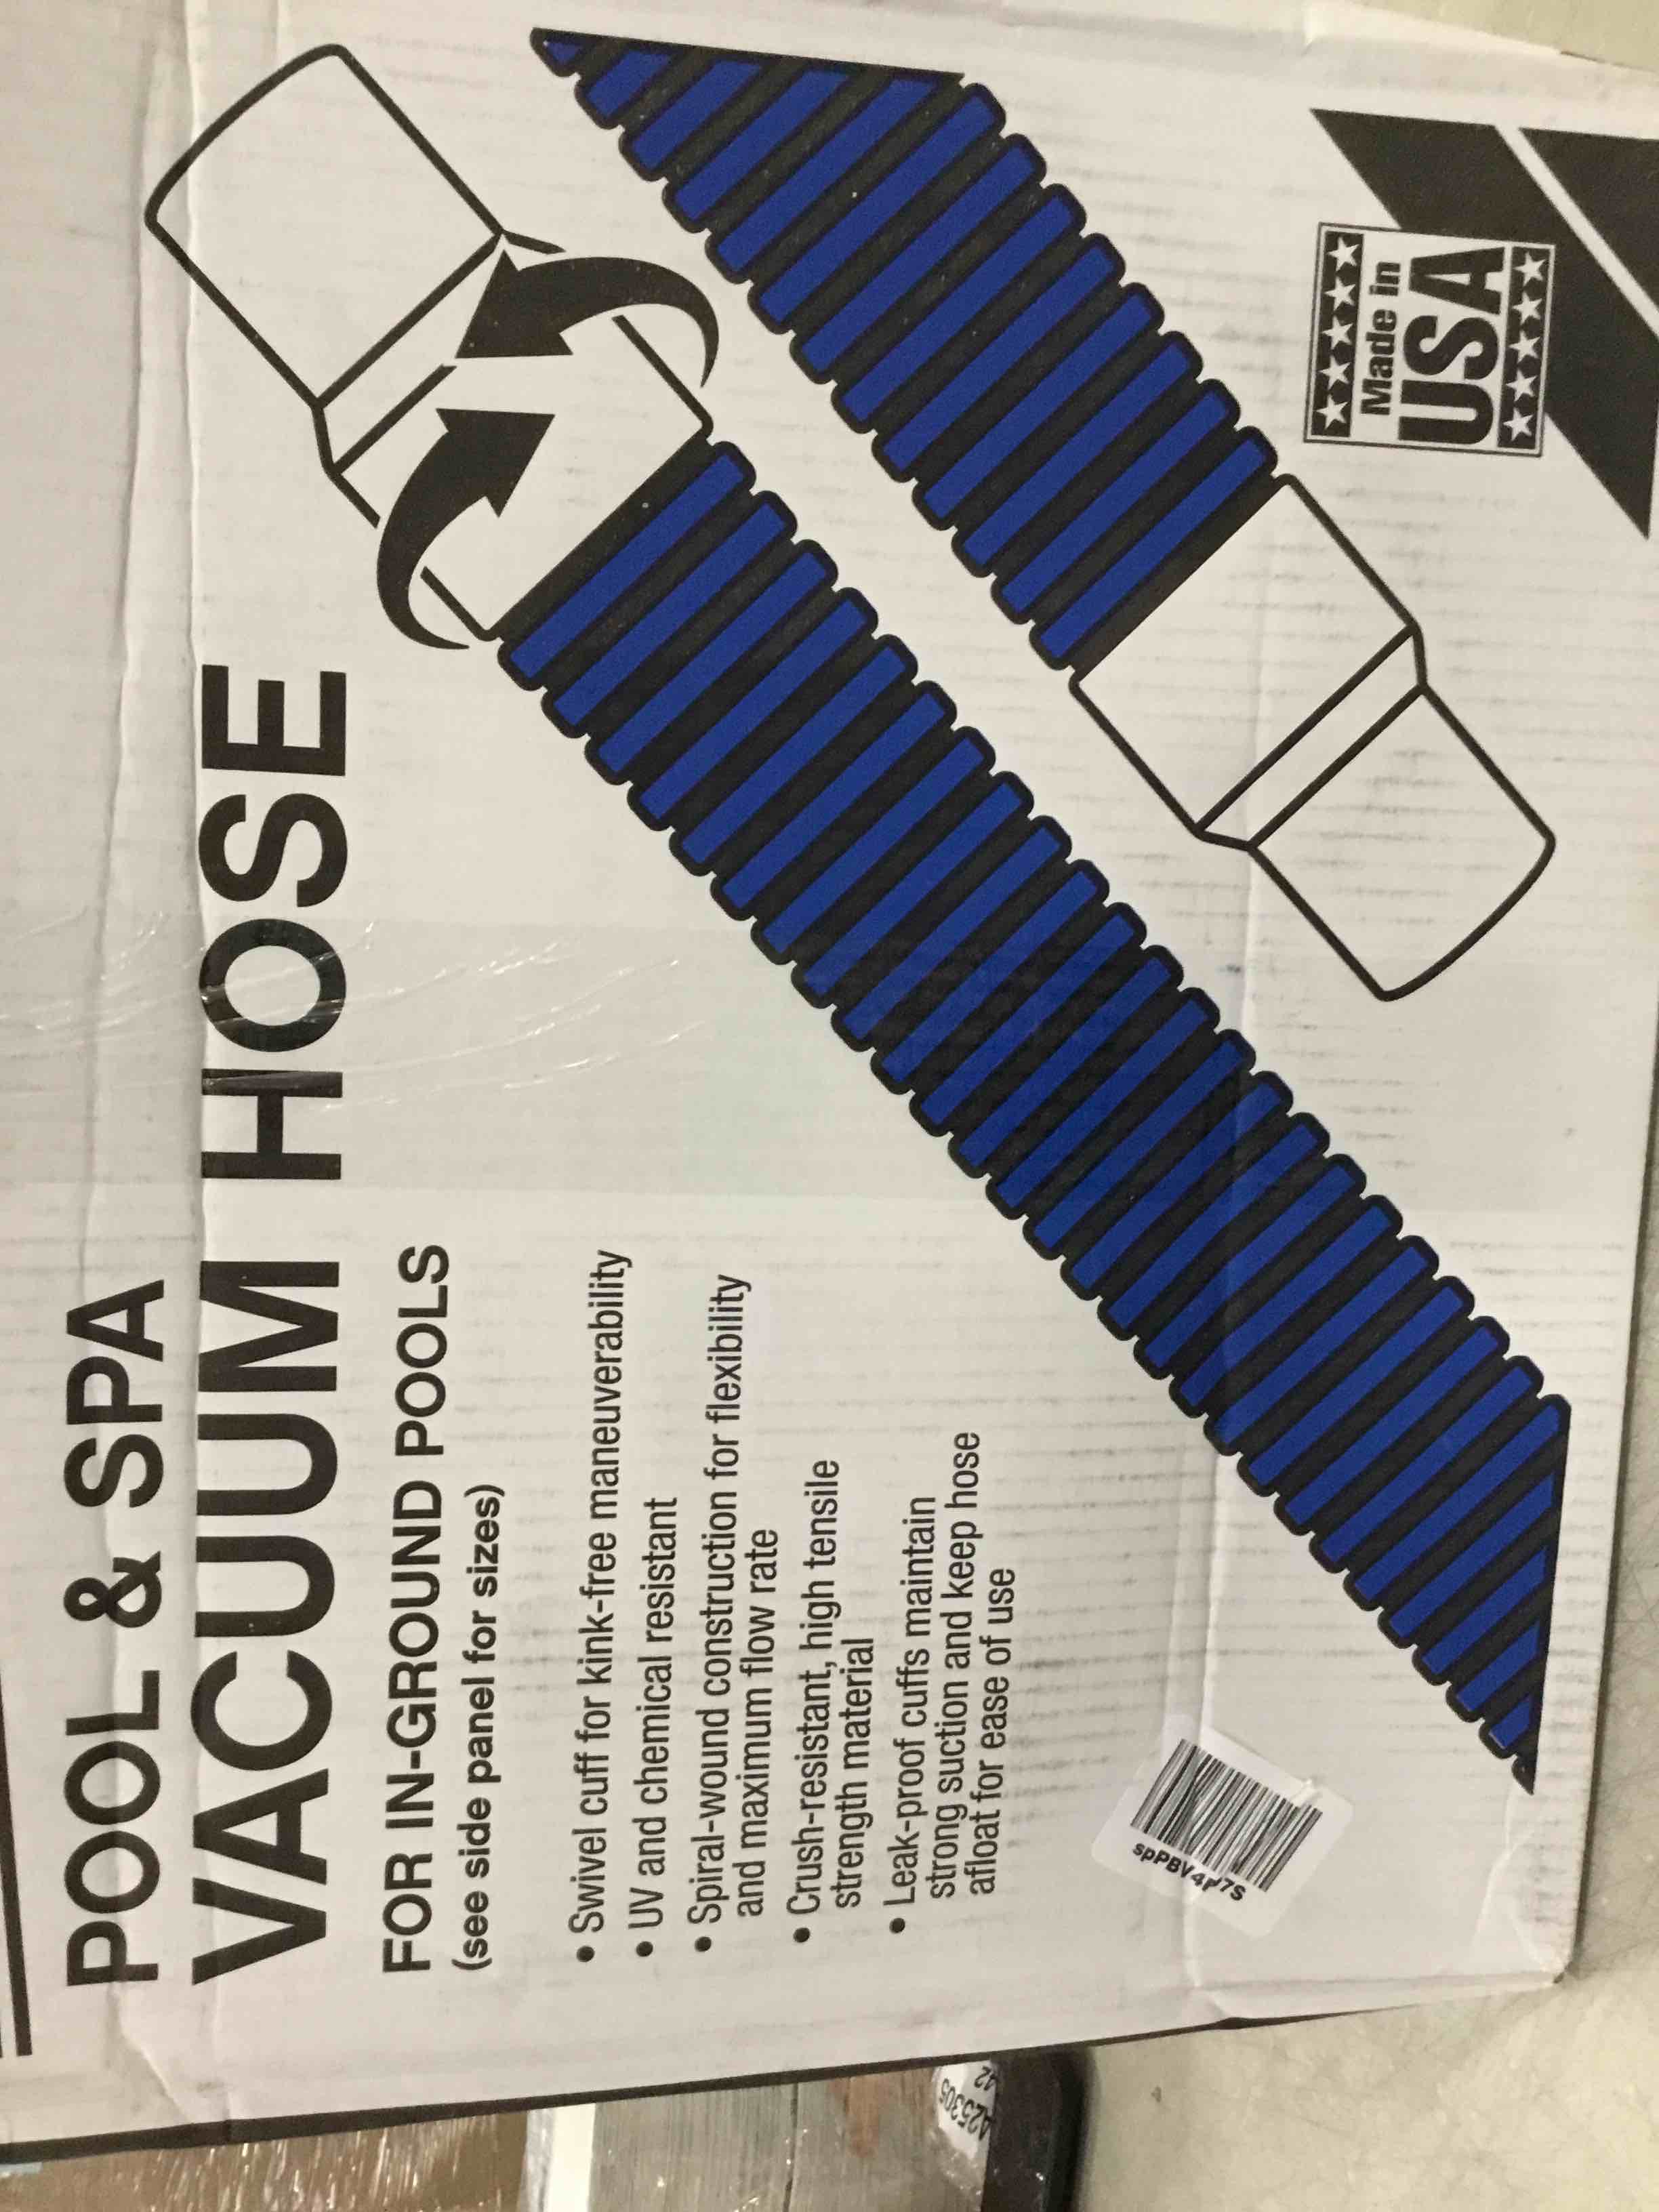 POOL & SPA
VACUUM HOSE
FOR IN-GROUND POOLS
(see side panel for sizes)
• Swivel cuff for kink-free maneuverability
• UV and chemical resistant
• Spiral-wound construction for flexibility
and maximum flow rate
• Crush-resistant, high tensile
strength material
• Leak-proof cuffs maintain
strong suction and keep hose
afloat for ease of use
Made in
USA
A25305
42